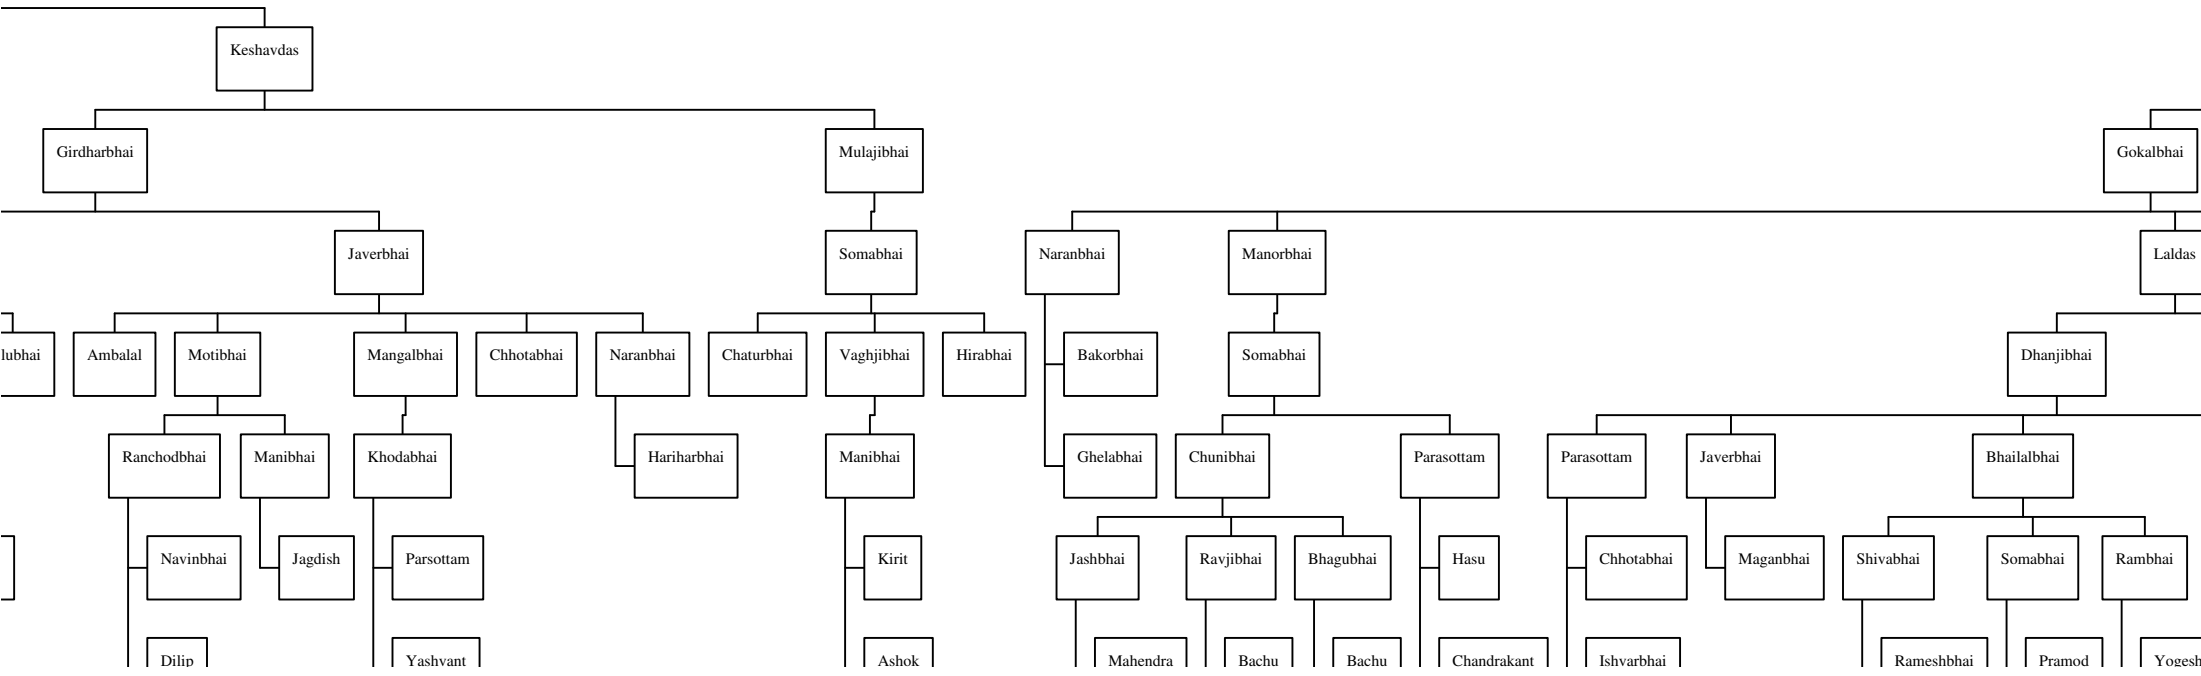 Keshavdas
Girdharbhai
Mulajibhai
Gokalbhai
Javerbhai
Somabhai
Naranbhai
Manorbhai
Laldas
lubhai
Ambalal
Motibhai
Mangalbhai
Chhotabhai
Naranbhai
Chaturbhai
Vaghjibhai
Hirabhai
Bakorbhai
Somabhai
Dhanjibhai
Ranchodbhai
Manibhai
Khodabhai
Hariharbhai
Manibhai
Ghelabhai
Chunibhai
Parasottam
Parasottam
Javerbhai
Bhailalbhai
Navinbhai
Jagdish
Parsottam
Kirit
Jashbhai
Ravjibhai
Bhagubhai
Hasu
Chhotabhai
Maganbhai
Shivabhai
Somabhai
Rambhai
Dilip
Yashvant
Ashok
Mahendra
Bachu
Bachu
Chandrakant
Ishvarbhai
Rameshbhai
Pramod
Yogesh